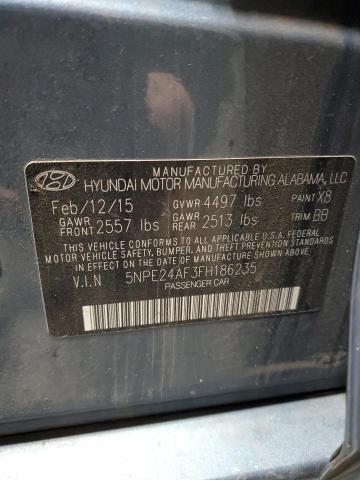 MANUFACTURED BY
HYUNDAI MOTOR MANUFACTURING ALABAMA, LLC
Feb/12/15 GVWR 4497 lbs PAINT X8
GAWR FRONT 2557 lbs GAWR REAR 2513 lbs TRIM BB
THIS VEHICLE CONFORMS TO ALL APPLICABLE U.S.A FEDERAL
MOTOR VEHICLE SAFETY, BUMPER, AND THEFT PREVENTION STANDARDS
IN EFFECT ON THE DATE OF MANUFACTURE SHOWN ABOVE.
V.I.N 5NPE24AF3FH186235
PASSENGER CAR